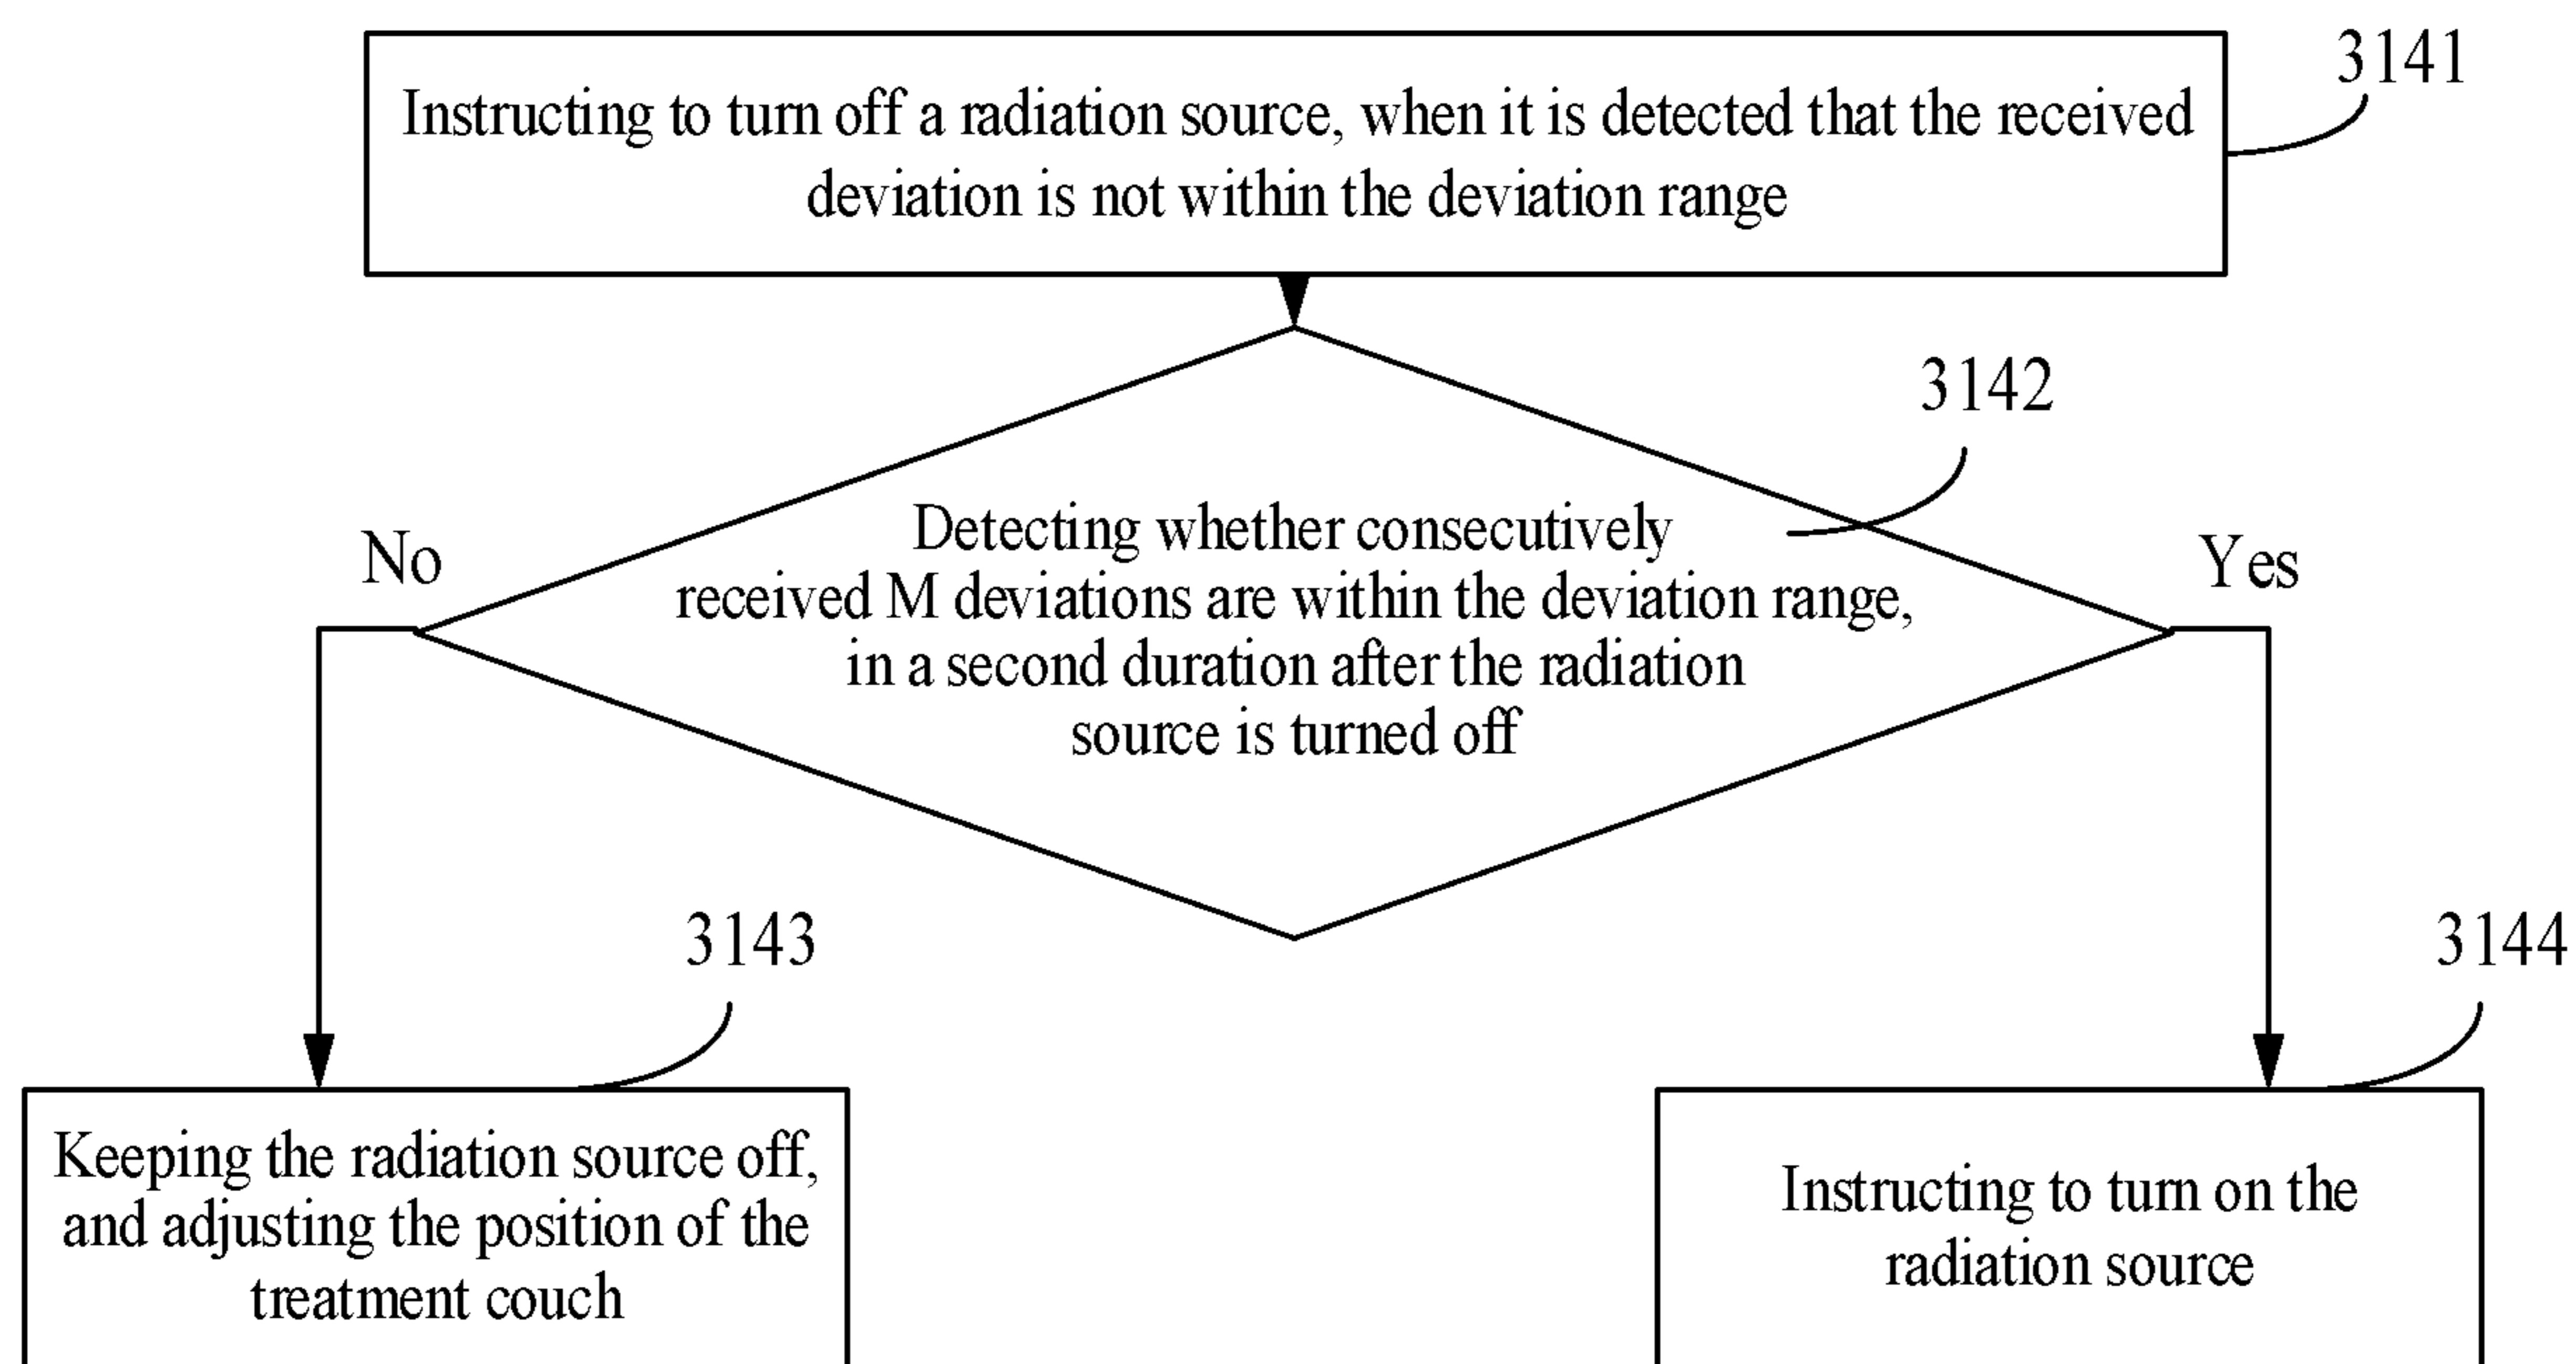 3141
Instructing to turn off a radiation source, when it is detected that the received
deviation is not within the deviation range
3142
No
Yes
Detecting whether consecutively
received M deviations are within the deviation range,
in a second duration after the radiation
source is turned off
3143
3144
Keeping the radiation source off,
and adjusting the position of the
treatment couch
Instructing to turn on the
radiation source